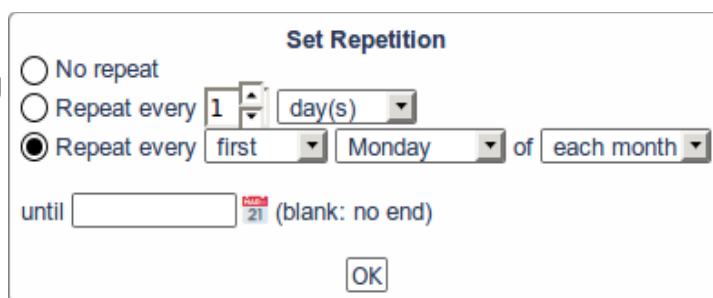 Set Repetition
No repeat
Repeat every 1 day(s)
Repeat every first Monday of each month
until 21 (blank: no end)
OK